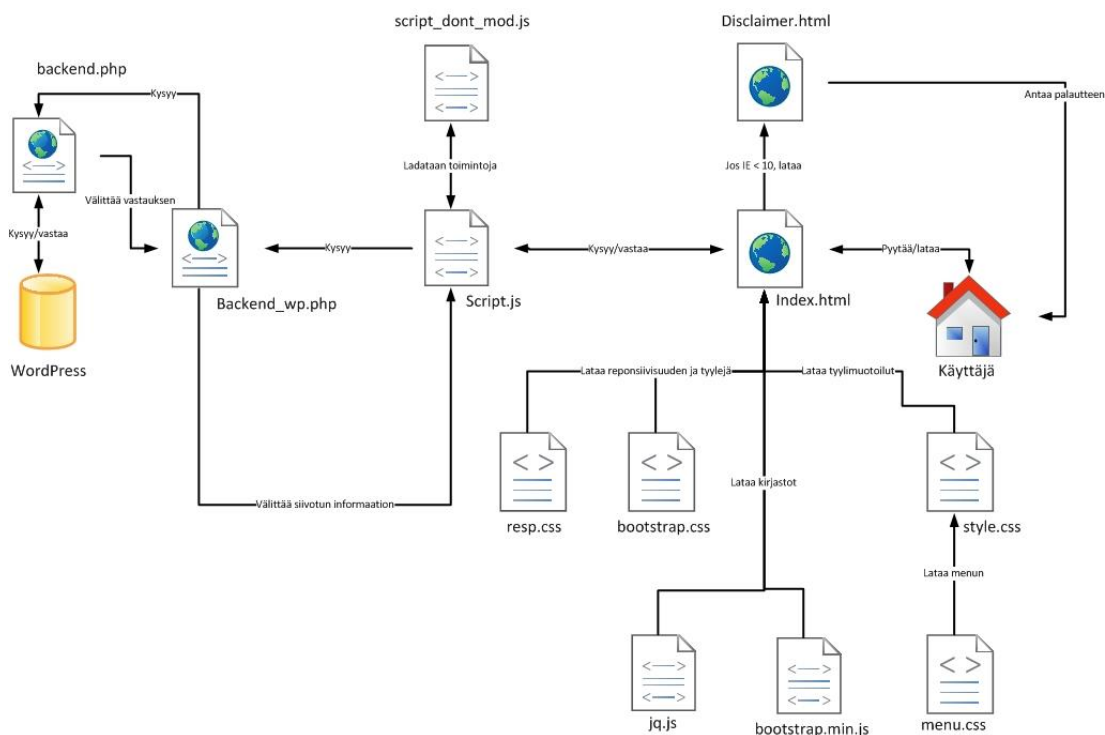 script_dont_mod.js
Disclaimer.html
backend.php
Kysyy
Antaa palautteen
Ladataan toimintoja
Jos IE < 10, lataa
Välittää vastauksen
Kysyy/vastaa
Kysyy
Kysyy/vastaa
Pyytää/lataa
Backend_wp.php
Script.js
Index.html
WordPress
Käyttäjä
Lataa reponsiivisuuden ja tylejä
Lataa tyylimuotoilut
Lataa kirjastot
Välittää siivotun informaation
resp.css
bootstrap.css
style.css
Lataa menun
jq.js
bootstrap.min.js
menu.css